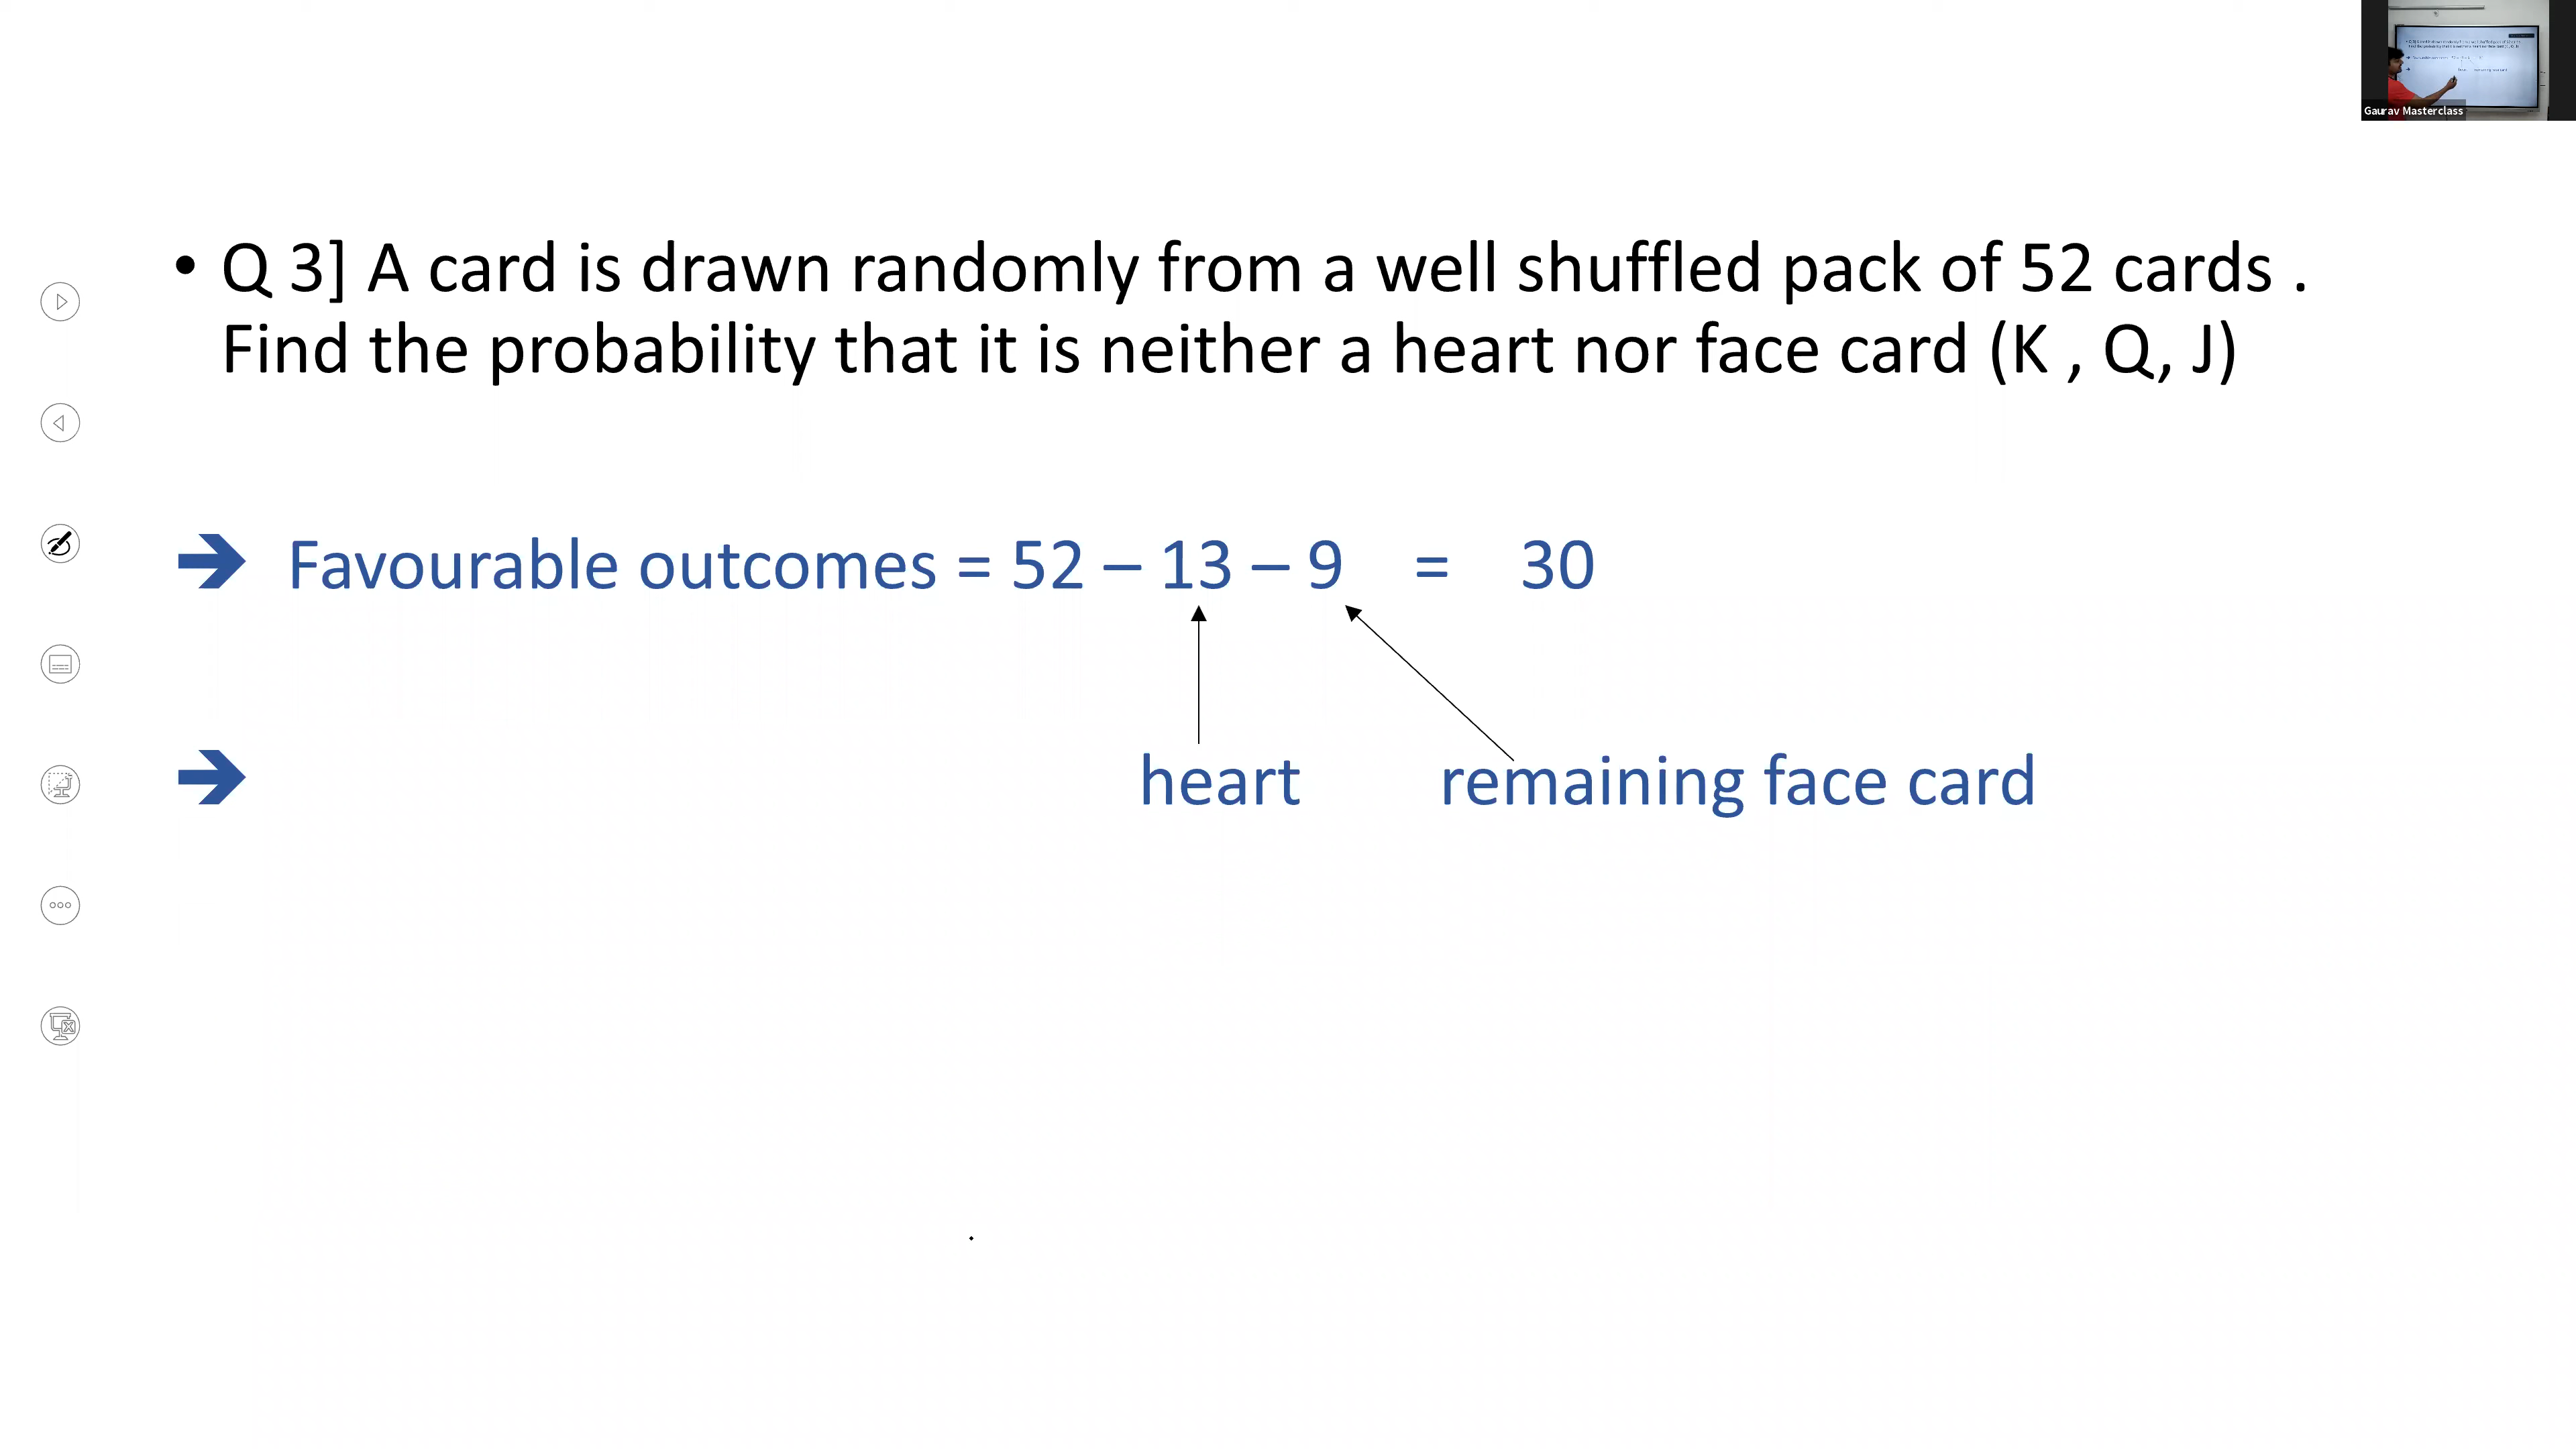 Gaurav Masterclass
• Q 3] A card is drawn randomly from a well shuffled pack of 52 cards .
Find the probability that it is neither a heart nor face card (K , Q, J)
➔ Favourable outcomes = 52 – 13 – 9 = 30
➔ heart remaining face card